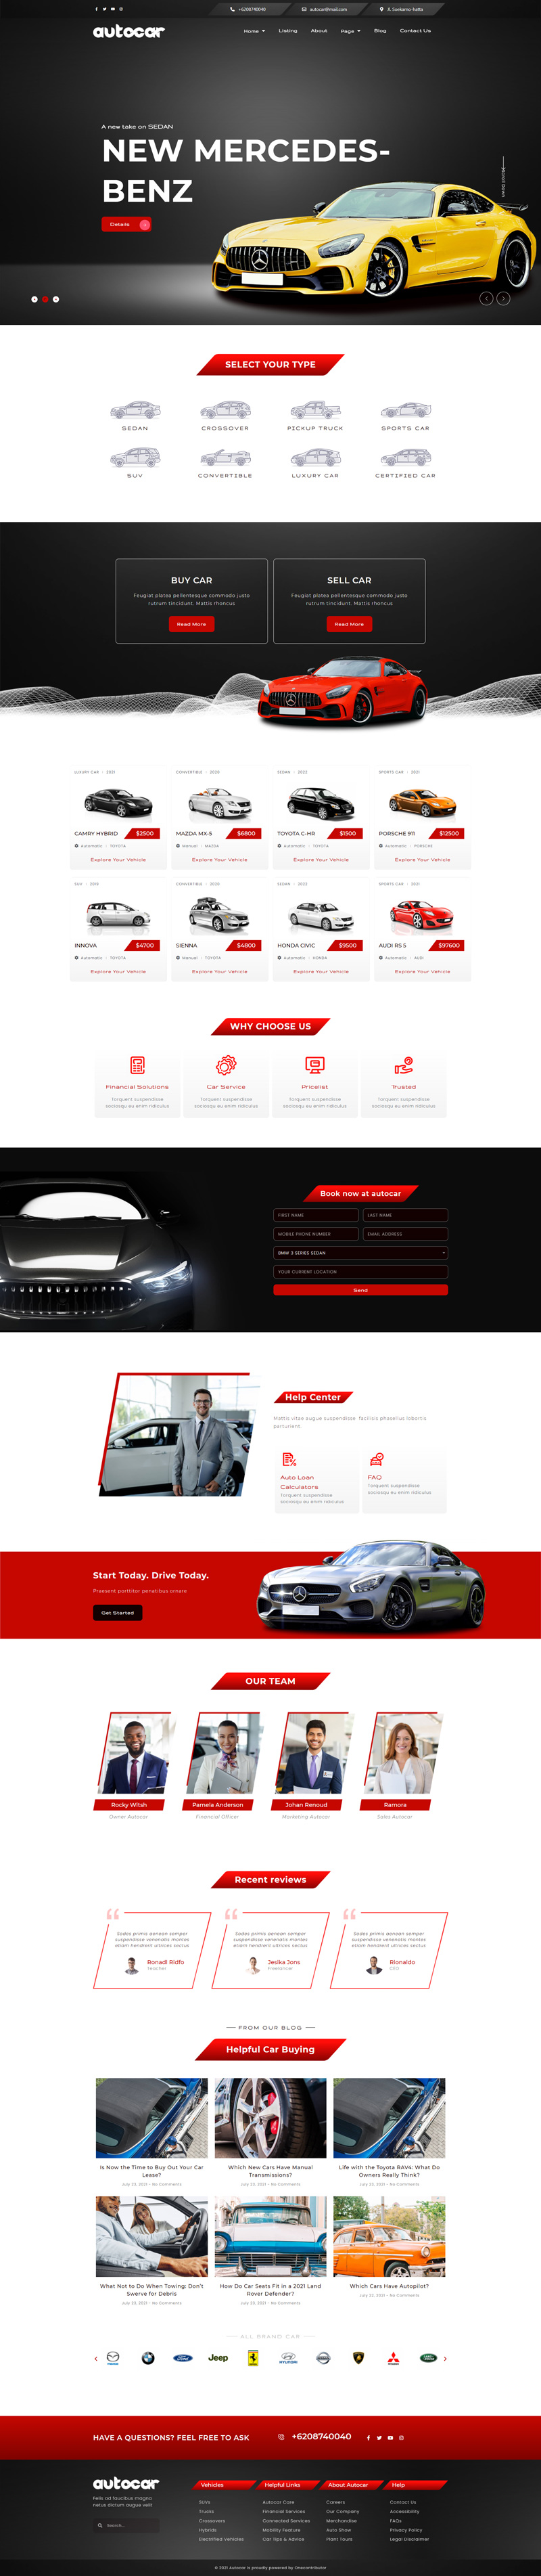 +6208740040
autocar@mail.com
Jl. Soekarno-hatta
autocar
Home
Listing
About
Page
Blog
Contact Us
A new take on SEDAN
NEW MERCEDES-
BENZ
Details
SELECT YOUR TYPE
SEDAN
CROSSOVER
PICKUP TRUCK
SPORTS CAR
SUV
CONVERTIBLE
LUXURY CAR
CERTIFIED CAR
BUY CAR
Feugiat platea pellentesque commodo justo
rutrum tincidunt. Mattis rhoncus
Read More
SELL CAR
Feugiat platea pellentesque commodo justo
rutrum tincidunt. Mattis rhoncus
Read More
LUXURY CAR | 2021
CAMRY HYBRID
$2500
Automatic | TOYOTA
Explore Your Vehicle
CONVERTIBLE | 2020
MAZDA MX-5
$6800
Manual | MAZDA
Explore Your Vehicle
SEDAN | 2022
TOYOTA C-HR
$1500
Automatic | TOYOTA
Explore Your Vehicle
SPORTS CAR | 2021
PORSCHE 911
$12500
Automatic | PORSCHE
Explore Your Vehicle
SUV | 2019
INNOVA
$4700
Automatic | TOYOTA
Explore Your Vehicle
CONVERTIBLE | 2020
SIENNA
$4800
Manual | TOYOTA
Explore Your Vehicle
SEDAN | 2022
HONDA CIVIC
$9500
Automatic | HONDA
Explore Your Vehicle
SPORTS CAR | 2021
AUDI RS 5
$97600
Automatic | AUDI
Explore Your Vehicle
WHY CHOOSE US
Financial Solutions
Torquent suspendisse
sociosqu eu enim ridiculus
Car Service
Torquent suspendisse
sociosqu eu enim ridiculus
Pricelist
Torquent suspendisse
sociosqu eu enim ridiculus
Trusted
Torquent suspendisse
sociosqu eu enim ridiculus
Book now at autocar
FIRST NAME
LAST NAME
MOBILE PHONE NUMBER
EMAIL ADDRESS
BMW 3 SERIES SEDAN
YOUR CURRENT LOCATION
Send
Help Center
Mattis vitae augue suspendisse facilisis phasellus lobortis
parturient
Auto Loan
Calculators
Torquent suspendisse
sociosqu eu enim ridiculus
FAQ
Torquent suspendisse
sociosqu eu enim ridiculus
Start Today. Drive Today.
Praesent porttitor penatibus ornare
Get Started
OUR TEAM
Rocky Witsh
Owner Autocar
Pamela Anderson
Financial Officer
Johan Renoud
Marketing Autocar
Ramora
Sales Autocar
Recent reviews
Sodes primis aenean semper
suspendisse venenatis montes
etiam hendrerit ultrices sectus
Ronadi Ridfo
Teacher
Sodes primis aenean semper
suspendisse venenatis montes
etiam hendrerit ultrices sectus
Jesika Jons
Freelancer
Sodes primis aenean semper
suspendisse venenatis montes
etiam hendrerit ultrices sectus
Rionaldo
CEO
FROM OUR BLOG
Helpful Car Buying
Is Now the Time to Buy Out Your Car
Lease?
July 23, 2021 • No Comments
Which New Cars Have Manual
Transmissions?
July 23, 2021 • No Comments
Life with the Toyota RAV4: What Do
Owners Really Think?
July 23, 2021 • No Comments
What Not to Do When Towing: Don't
Swerve for Debris
July 23, 2021 • No Comments
How Do Car Seats Fit in a 2021 Land
Rover Defender?
July 23, 2021 • No Comments
Which Cars Have Autopilot?
July 23, 2021 • No Comments
ALL BRAND CAR
Ford
Jeep
HYUNDAI
HAVE A QUESTIONS? FEEL FREE TO ASK
+6208740040
autocar
Felis ad faucibus magna
netus dictum augue velit
Search...
Vehicles
SUVs
Trucks
Crossovers
Hybrids
Electrified Vehicles
Helpful Links
Autocar Care
Financial Services
Connected Services
Mobility Feature
Car Tips & Advice
About Autocar
Careers
Our Company
Merchandise
Auto Show
Plant Tours
Help
Contact Us
Accessibility
FAQs
Privacy Policy
Legal Disclaimer
© 2021 Autocar is proudly powered by Onecontributor